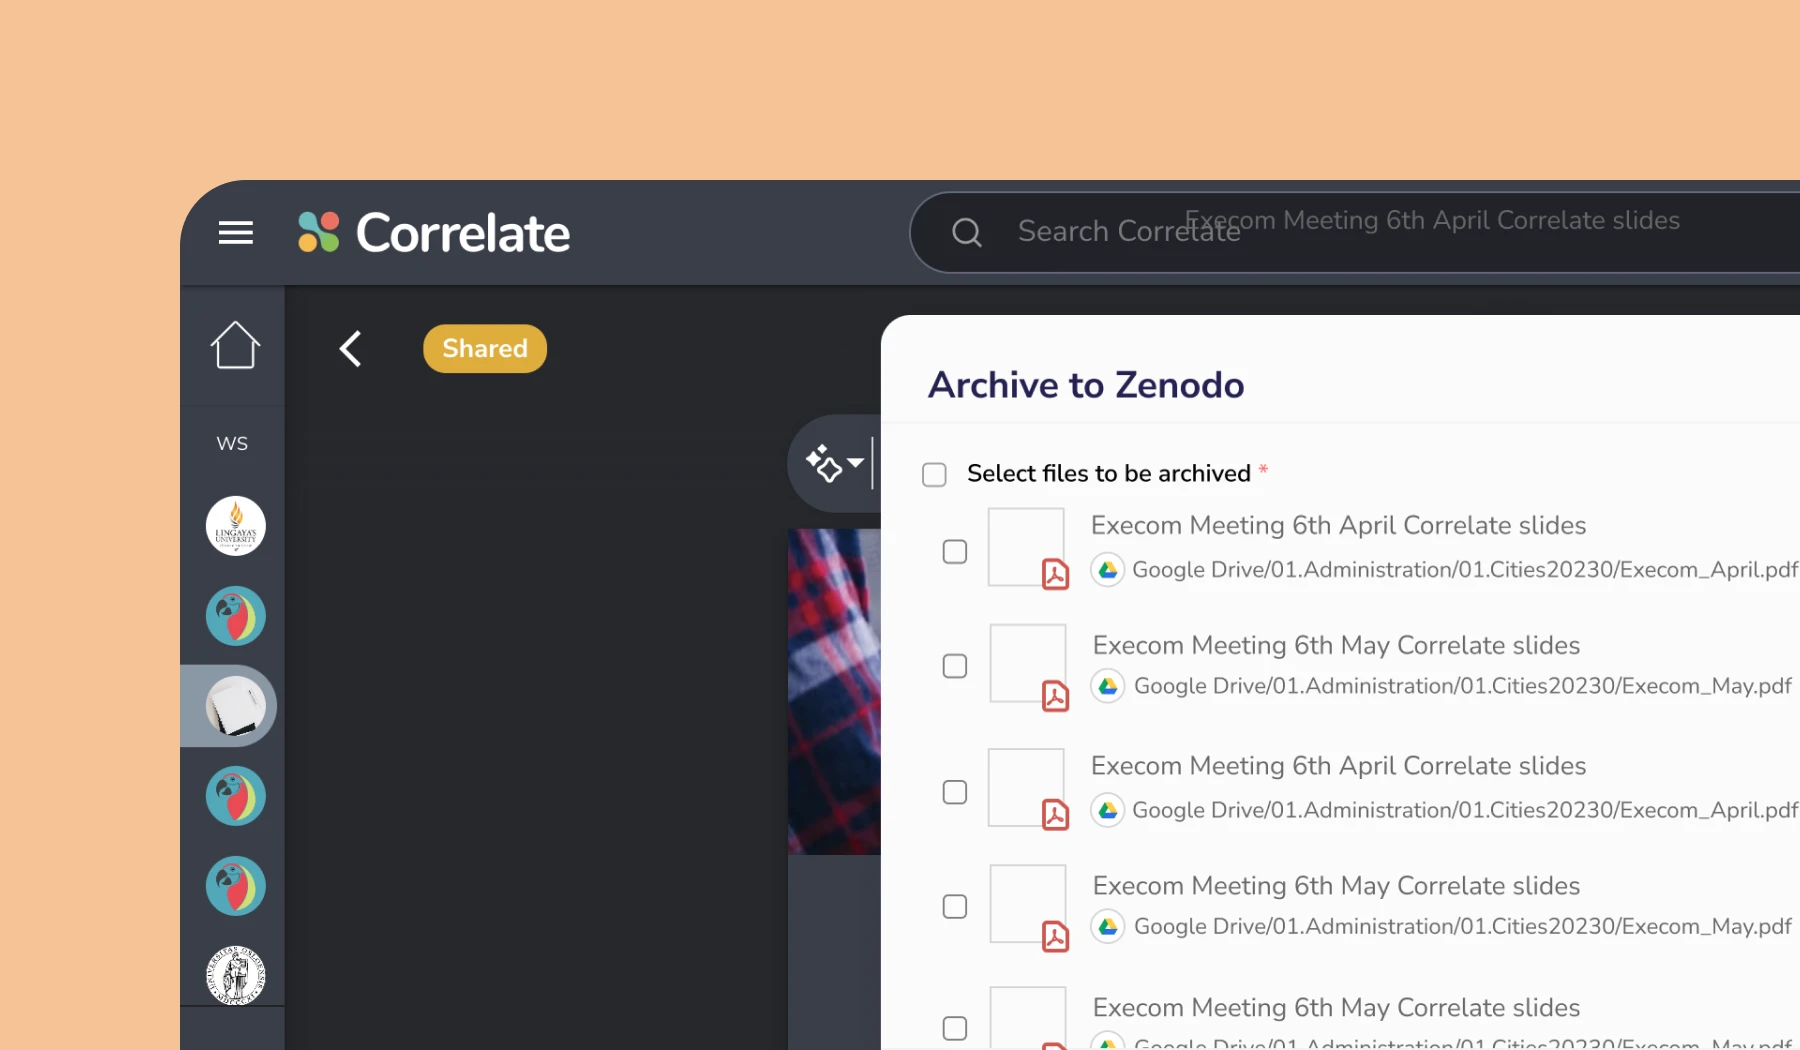 Correlate
Search Correlate
Execom Meeting 6th April Correlate slides
Shared
WS
LINGAYA'S
UNIVERSITY
UNIVERSITAS OSLOENSIS
MDCCCXI
Archive to Zenodo
Select files to be archived *
Execom Meeting 6th April Correlate slides
Google Drive/01.Administration/01.Cities20230/Execom_April.pdf
Execom Meeting 6th May Correlate slides
Google Drive/01.Administration/01.Cities20230/Execom_May.pdf
Execom Meeting 6th April Correlate slides
Google Drive/01.Administration/01.Cities20230/Execom_April.pdf
Execom Meeting 6th May Correlate slides
Google Drive/01.Administration/01.Cities20230/Execom_May.pdf
Execom Meeting 6th May Correlate slides
Google Drive/01.Administration/01.Cities20230/Execom_May.pdf